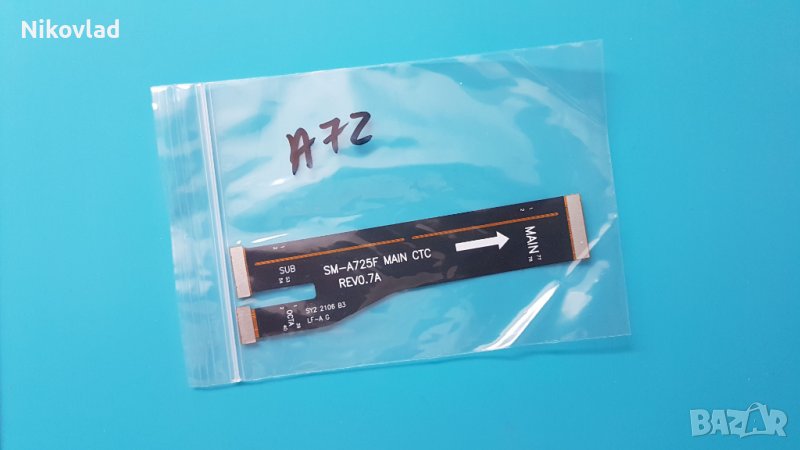 Nikovlad
A72
SUB
SM-A725F MAIN CTC
REV0.7A
MAIN
OCTA
SY2 2106 B3
LF-A G
BAZAR